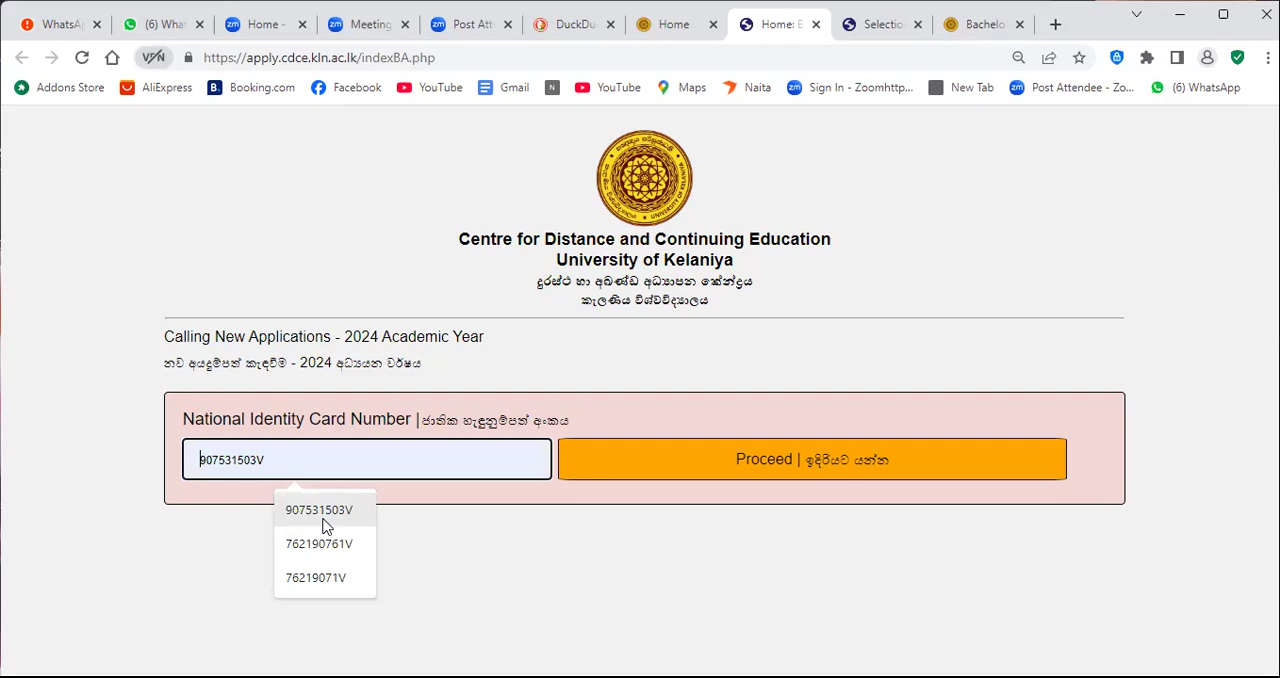 WhatsA
(6) Wha
Home -
Meeting
Post Att
DuckDu
Home
Home: E
Selectio
Bachelo
VPN
https://apply.cdce.kln.ac.lk/indexBA.php
Addons Store
AliExpress
B.
Booking.com
Facebook
YouTube
Gmail
N
YouTube
Maps
Naita
Sign In - Zoomhttp...
New Tab
Post Attendee - Zo...
(6) WhatsApp
Centre for Distance and Continuing Education
University of Kelaniya
දුරස්ථ හා අඛණ්ඩ අධ්‍යාපන කේන්ද්‍රය
කැලණිය විශ්වවිද්‍යාලය
Calling New Applications - 2024 Academic Year
නව අයදුම්පත් කැඳවීම - 2024 අධ්‍යයන වර්ෂය
National Identity Card Number | ජාතික හැඳුනුම්පත් අංකය
907531503V
Proceed | ඉදිරියට යන්න
907531503V
762190761V
76219071V